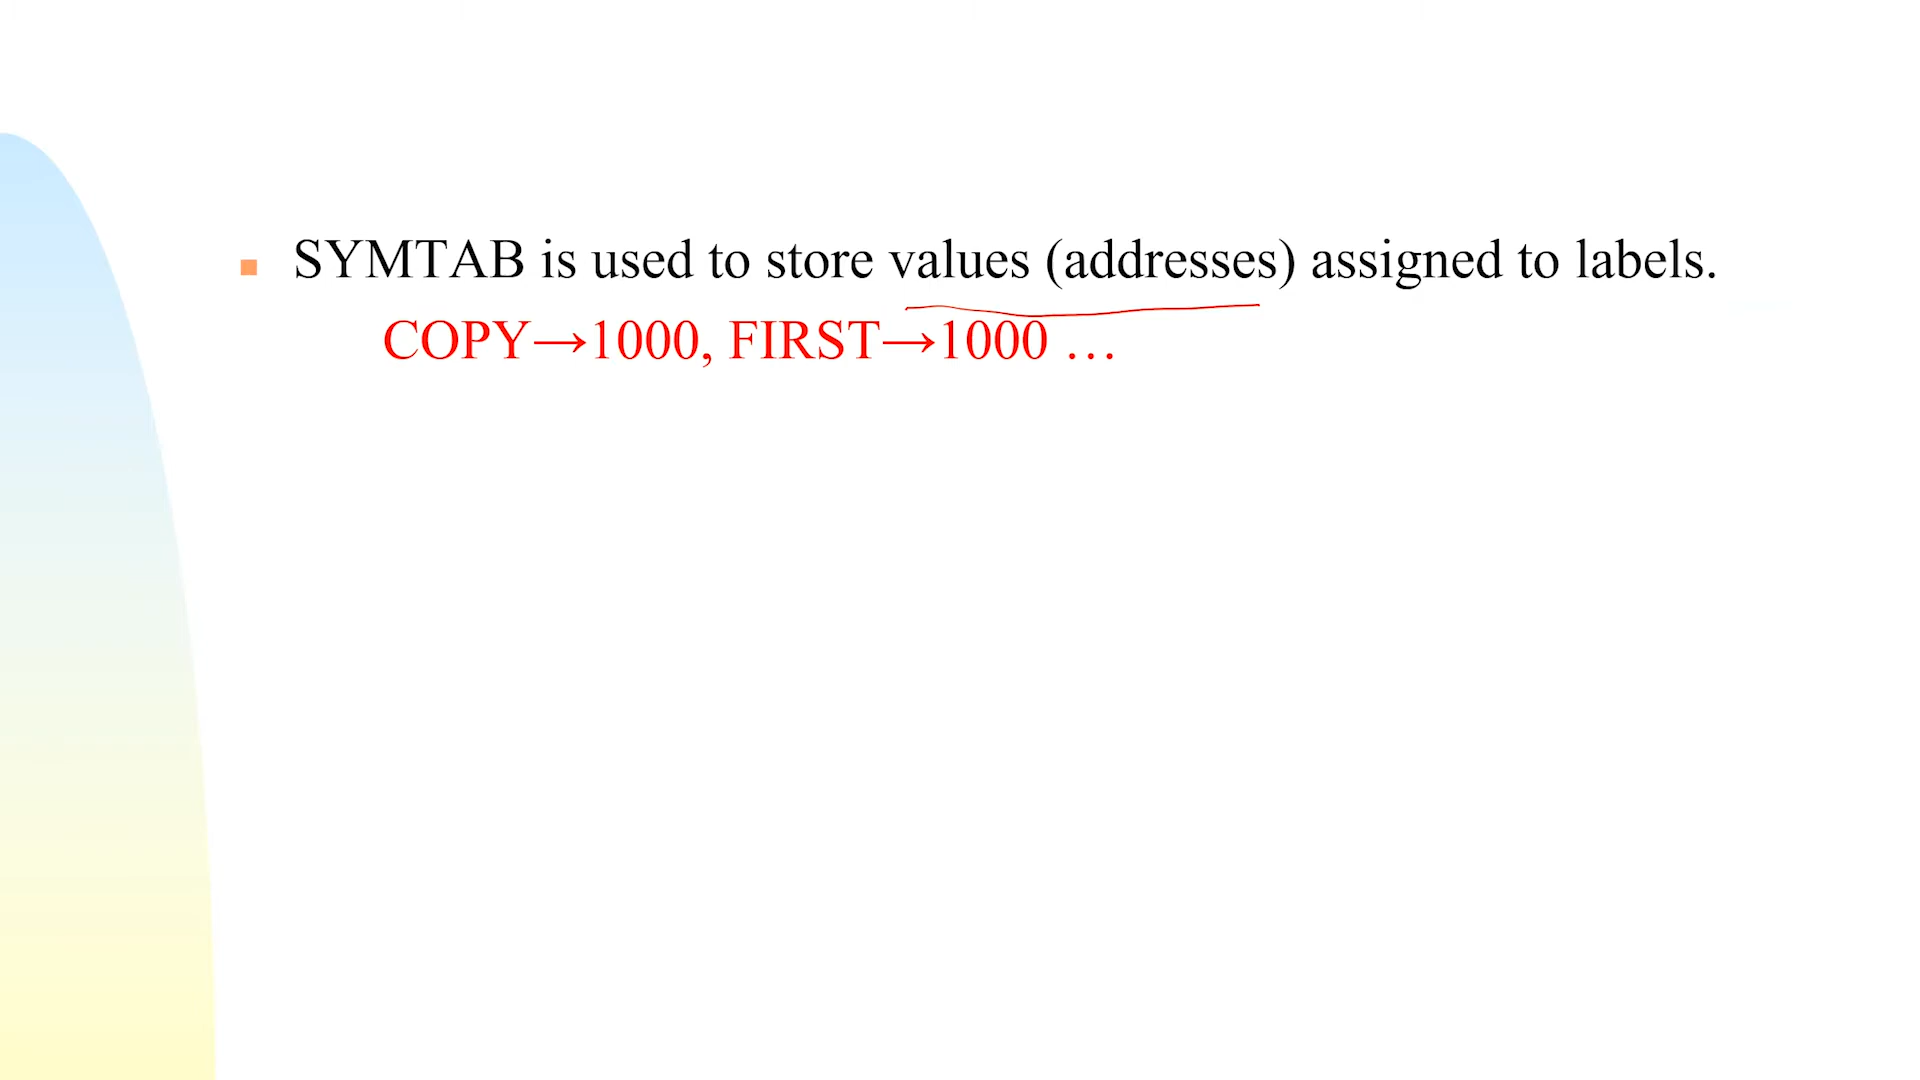 SYMTAB is used to store values (addresses) assigned to labels.
COPY→1000, FIRST→1000 …